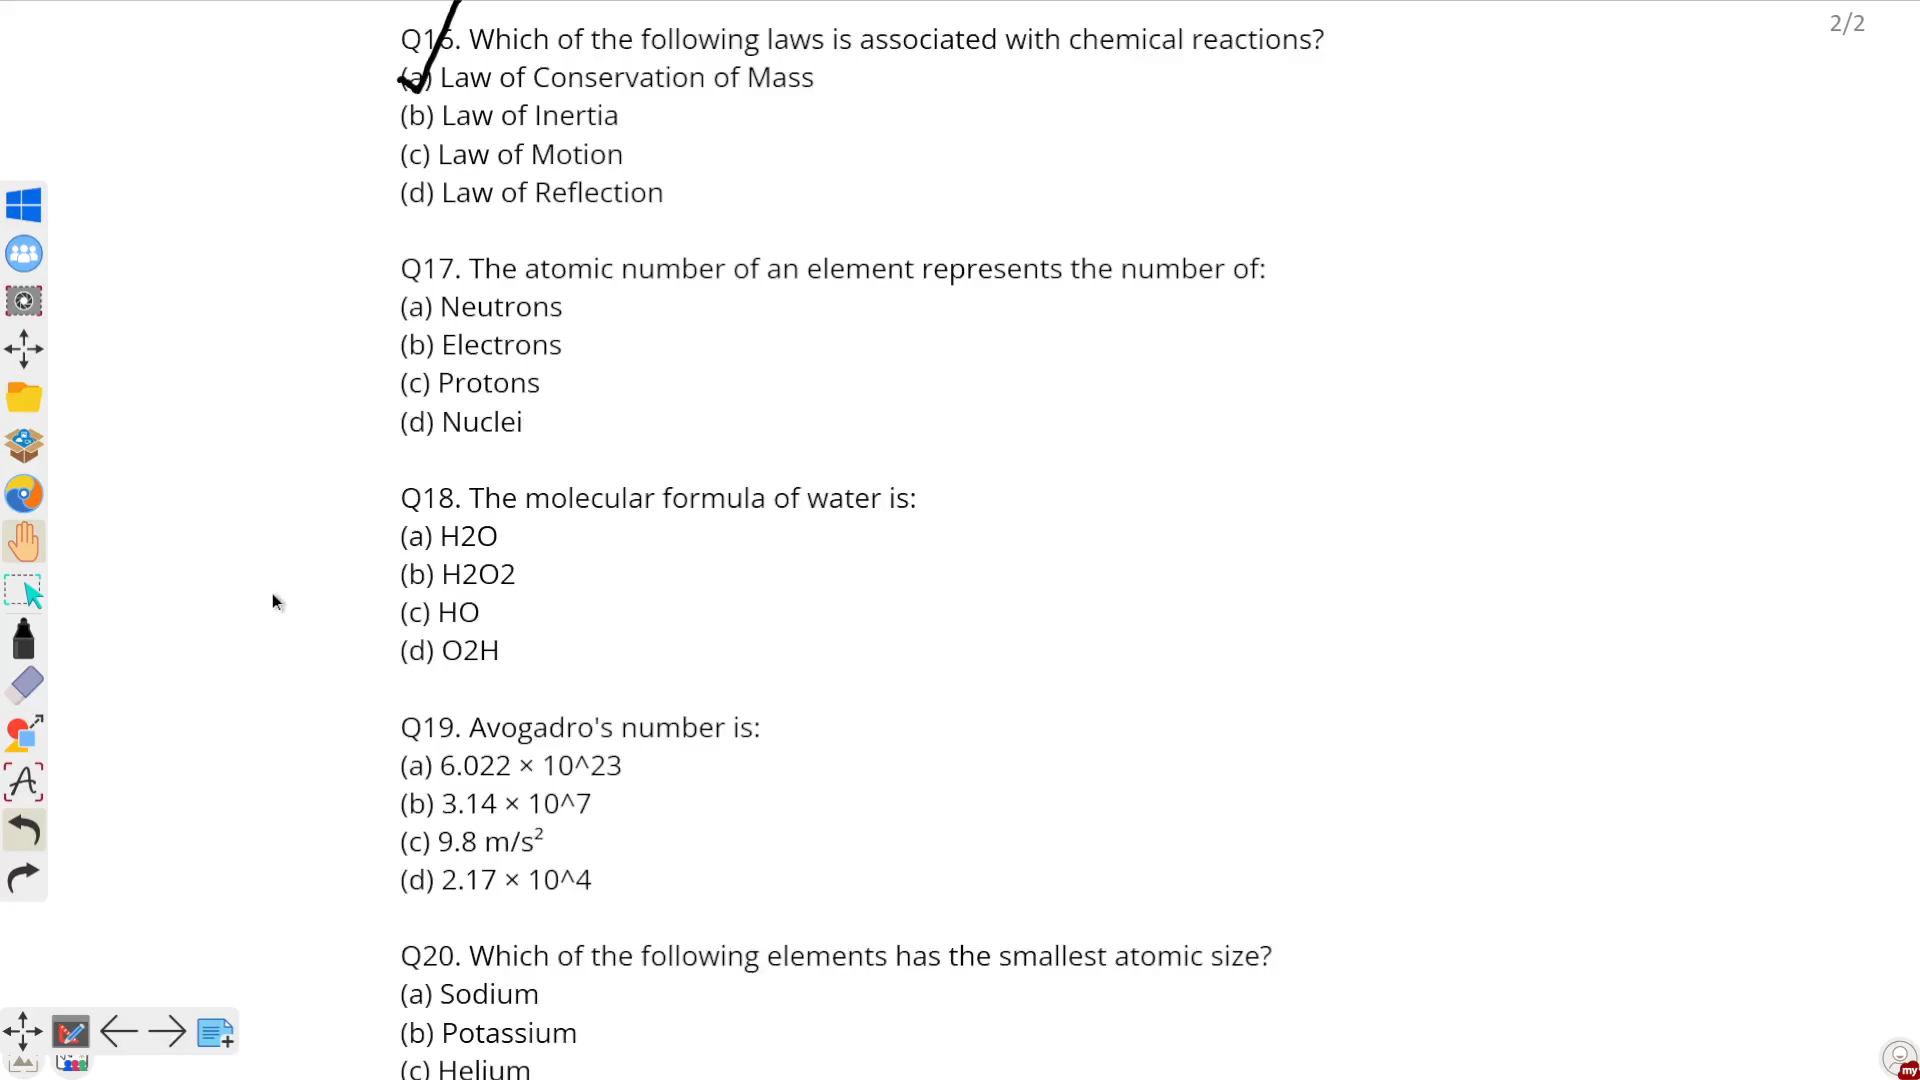 2/2
Q16. Which of the following laws is associated with chemical reactions?
(a) Law of Conservation of Mass
(b) Law of Inertia
(c) Law of Motion
(d) Law of Reflection
Q17. The atomic number of an element represents the number of:
(a) Neutrons
(b) Electrons
(c) Protons
(d) Nuclei
Q18. The molecular formula of water is:
(a) H2O
(b) H2O2
(c) HO
(d) O2H
Q19. Avogadro's number is:
(a) 6.022 × 10^23
(b) 3.14 × 10^7
(c) 9.8 m/s²
(d) 2.17 × 10^4
Q20. Which of the following elements has the smallest atomic size?
(a) Sodium
(b) Potassium
(c) Helium
my